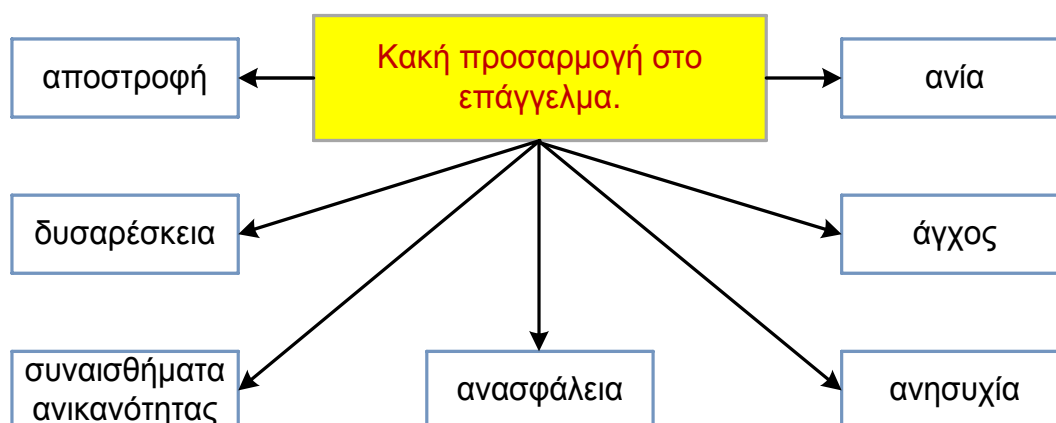 Κακή προσαρμογή στο
επάγγελμα.
αποστροφή
ανία
δυσαρέσκεια
άγχος
συναισθήματα
ανικανότητας
ανασφάλεια
ανησυχία